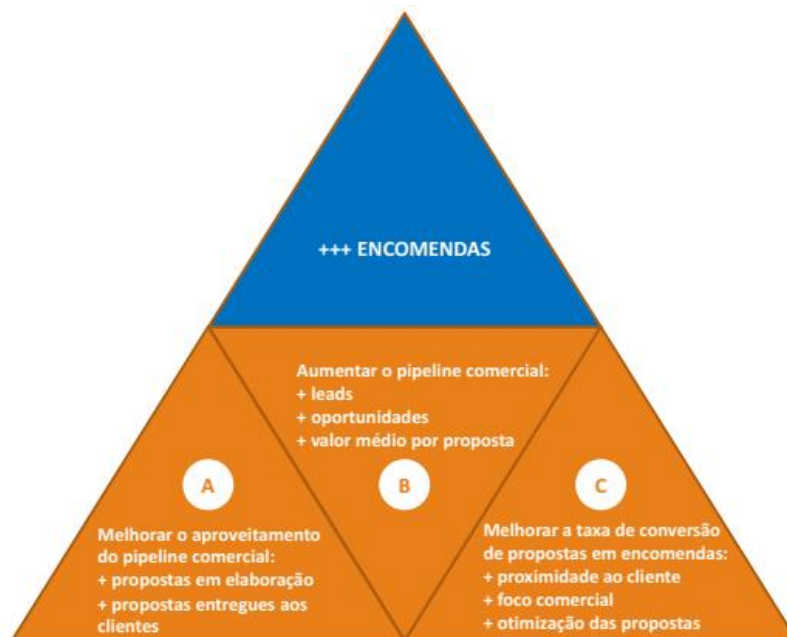 +++ ENCOMENDAS
Aumentar o pipeline comercial:
+ leads
+ oportunidades
+ valor médio por proposta
A
B
C
Melhorar o aproveitamento
do pipeline comercial:
+ propostas em elaboração
+ propostas entregues aos
clientes
Melhorar a taxa de conversão
de propostas em encomendas:
+ proximidade ao cliente
+ foco comercial
+ otimização das propostas